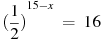 (1/2)^{15-x} = 16